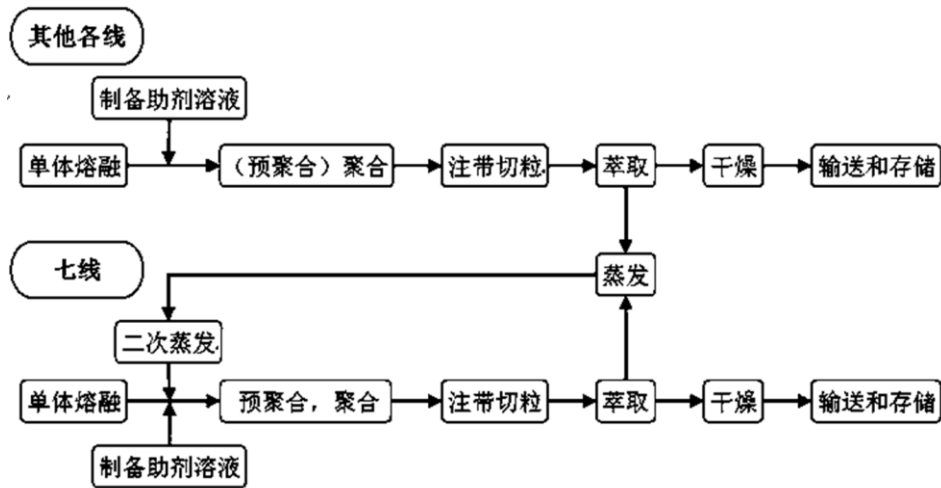 其他各线
制备助剂溶液
单体熔融
（预聚合）聚合
注带切粒
萃取
干燥
输送和存储
七线
蒸发
二次蒸发
单体熔融
预聚合，聚合
注带切粒
萃取
干燥
输送和存储
制备助剂溶液